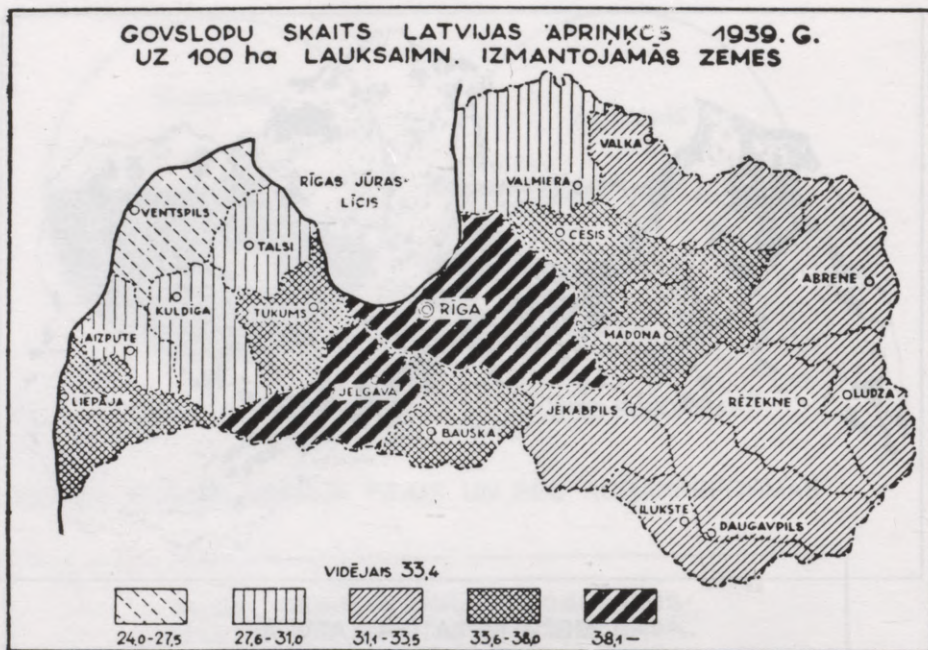 GOVSLOPU SKAITS LATVIJAS APRIŅĶOS 1939. G.
UZ 100 ha LAUKSAIMN. IZMANTOJAMĀS ZEMES
VALKA
VALMIERA
RĪGAS JŪRAS-
LĪCIS
VENTSPILS
CĒSIS
TALSI
ABRENE
KULDĪGA
TUKUMS
RĪGA
MADONA
AIZPUTE
JELGAVA
LIEPĀJA
JĒKABPILS
RĒZEKNE
LUDZA
BAUSKA
ILŪKSTE
DAUGAVPILS
VIDĒJAIS 33,4
24,0-27,5 27,6-31,0 31,1-33,5 33,6-38,0 38,1-